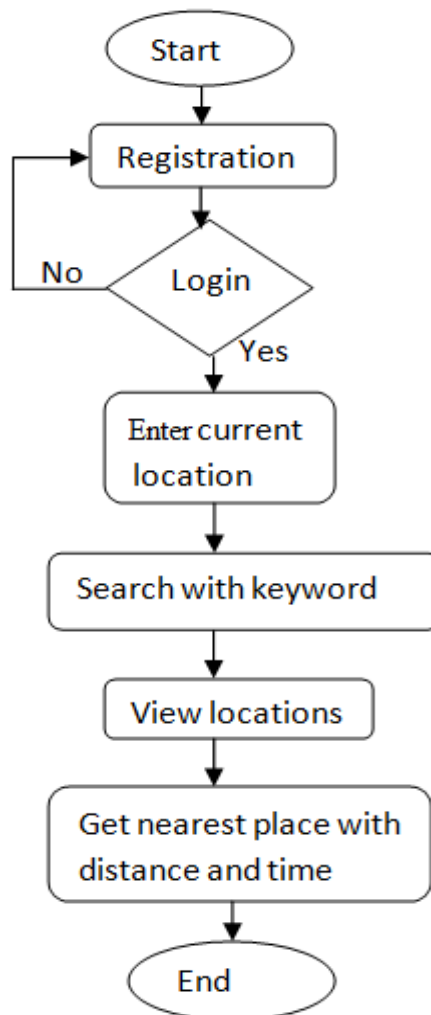 Start
Registration
No
Login
Yes
Enter current
location
Search with keyword
View locations
Get nearest place with
distance and time
End